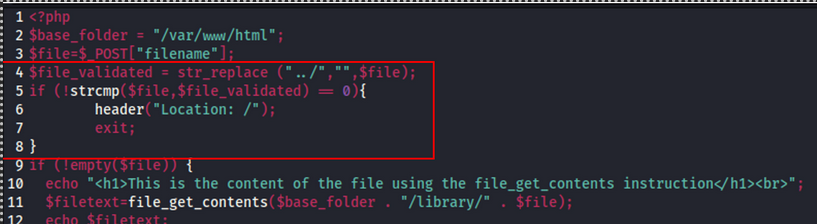 1 <?php
2 $base_folder = "/var/www/html";
3 $file=$_POST["filename"];
4 $file_validated = str_replace ("../","",$file);
5 if (!strcmp($file,$file_validated) == 0){
6 header("Location: /");
7 exit;
8 }
9 if (!empty($file)) {
10 echo "<h1>This is the content of the file using the file_get_contents instruction</h1><br>";
11 $filetext=file_get_contents($base_folder . "/library/" . $file);
12 echo $filetext;